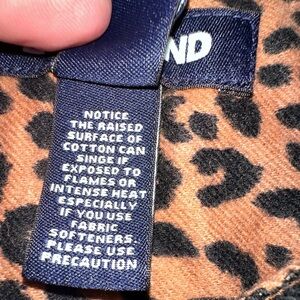 ND
NOTICE
THE RAISED
SURFACE OF
COTTON CAN
SINGE IF
EXPOSED TO
FLAMES OR
INTENSE HEAT
ESPECIALLY
IF YOU USE
FABRIC
SOFTENERS.
PLEASE USE
PRECAUTION